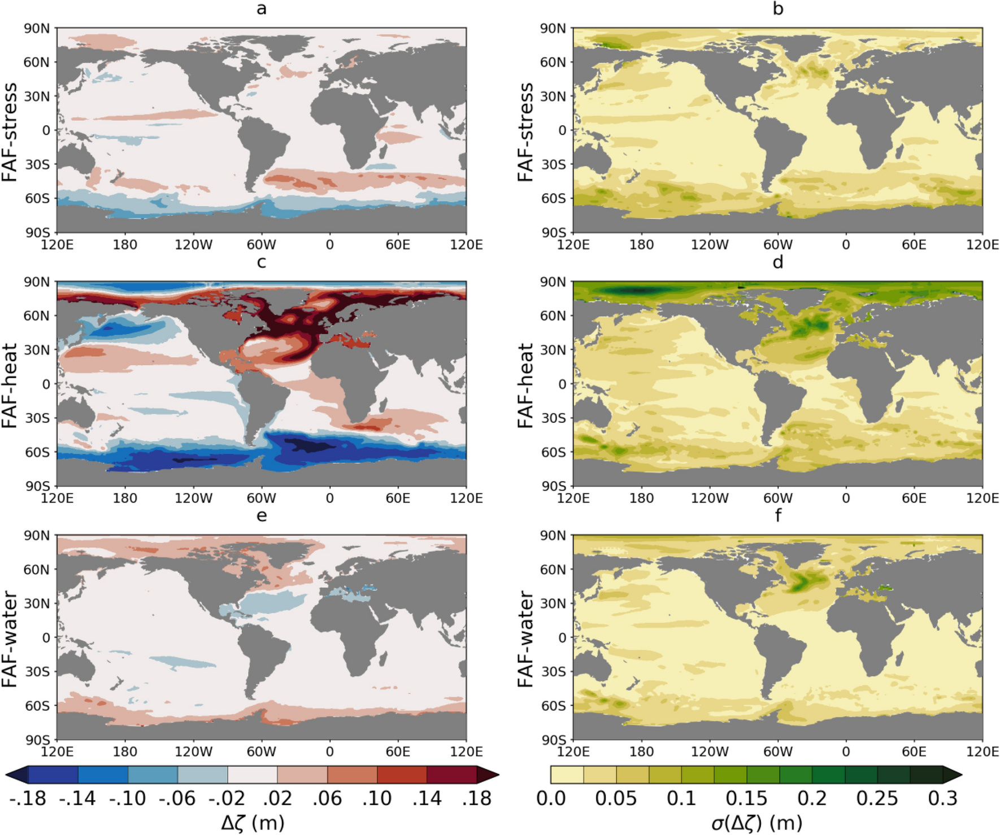 a
b
90N
60N
30N
0
30S
60S
90S
FAF-stress
120E 180 120W 60W 0 60E 120E
90N
60N
30N
0
30S
60S
90S
FAF-stress
120E 180 120W 60W 0 60E 120E
c
d
90N
60N
30N
0
30S
60S
90S
FAF-heat
120E 180 120W 60W 0 60E 120E
90N
60N
30N
0
30S
60S
90S
FAF-heat
120E 180 120W 60W 0 60E 120E
e
f
90N
60N
30N
0
30S
60S
90S
FAF-water
120E 180 120W 60W 0 60E 120E
90N
60N
30N
0
30S
60S
90S
FAF-water
120E 180 120W 60W 0 60E 120E
-.18 -.14 -.10 -.06 -.02 .02 .06 .10 .14 .18
Δζ (m)
0.0 0.05 0.1 0.15 0.2 0.25 0.3
σ(Δζ) (m)